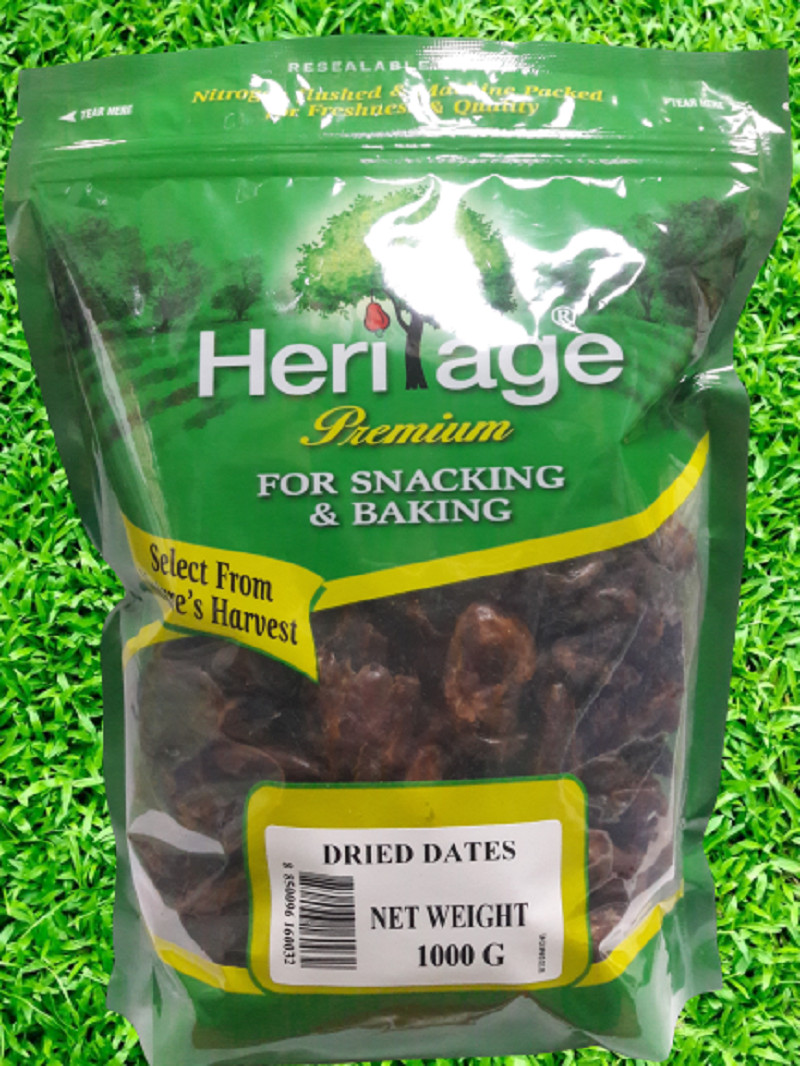 RESEALABLE
Nitrogen Flushed & Machine Packed
For Freshness & Quality
TEAR HERE
TEAR HERE
Heritage®
Premium
FOR SNACKING
& BAKING
Select From
Harvest
DRIED DATES
NET WEIGHT
1000 G
8 850096 160032